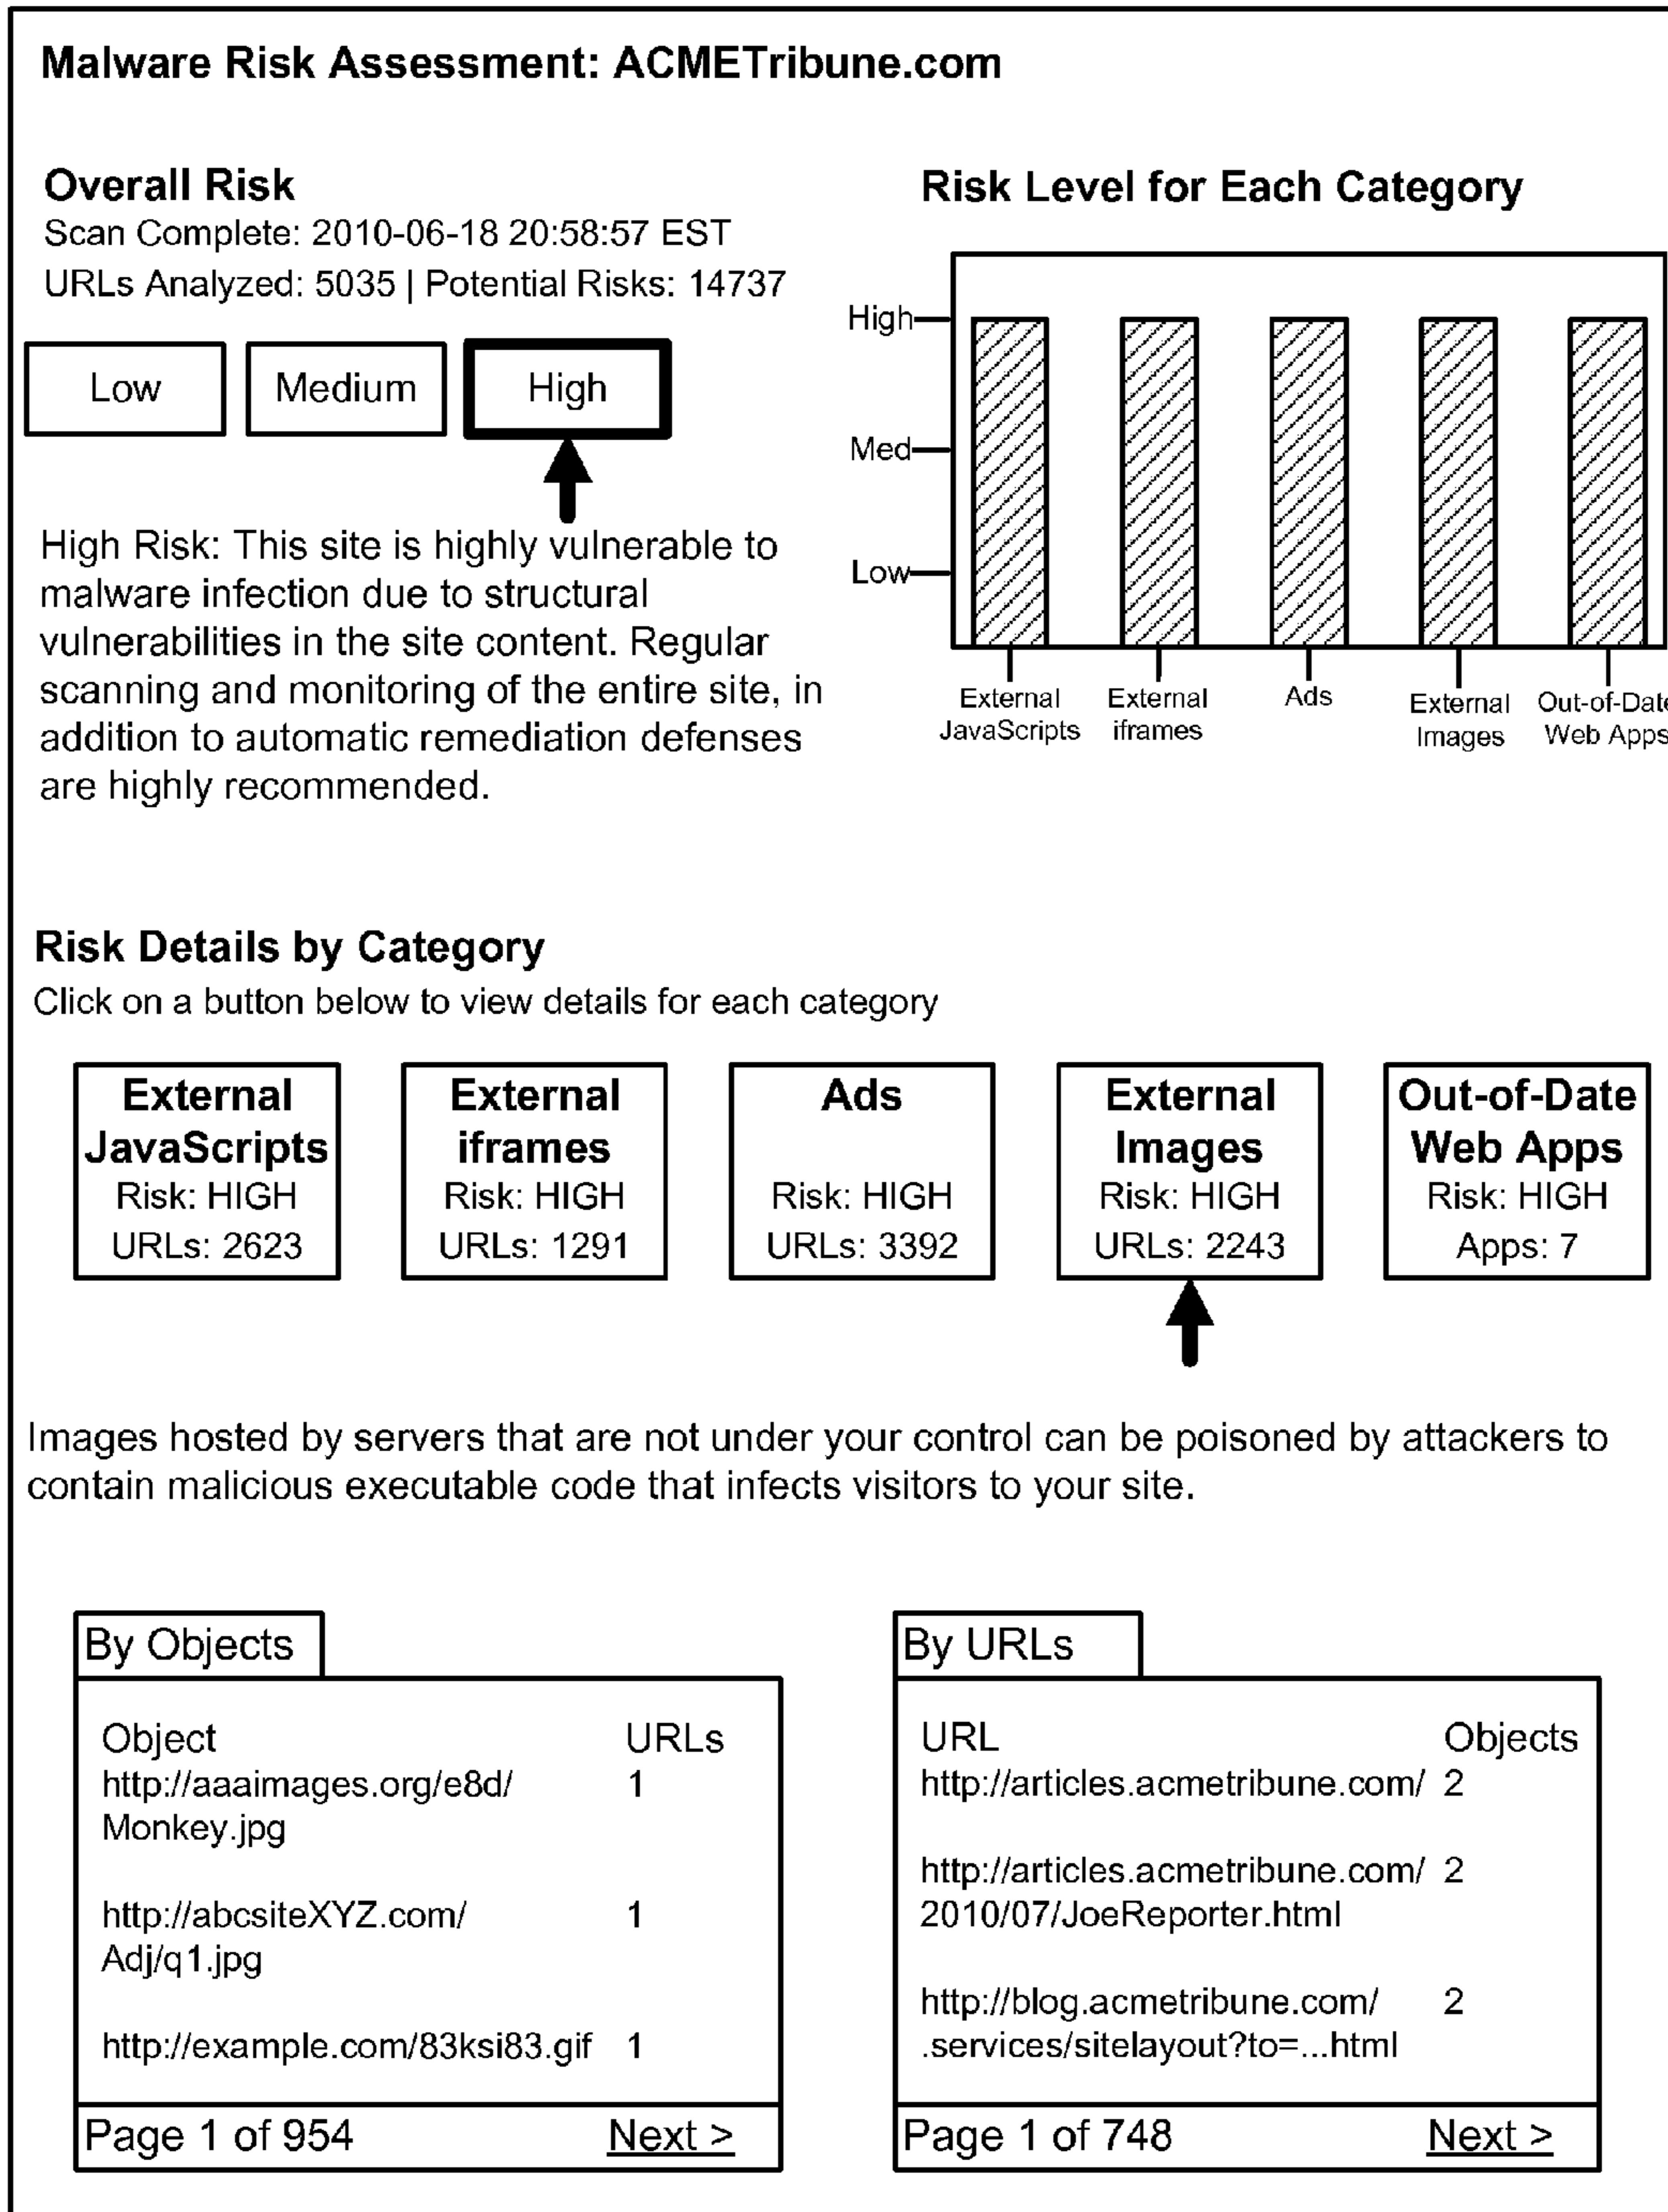 Malware Risk Assessment: ACMETribune.com
Overall Risk
Scan Complete: 2010-06-18 20:58:57 EST
URLs Analyzed: 5035 | Potential Risks: 14737
Low
Medium
High
High Risk: This site is highly vulnerable to
malware infection due to structural
vulnerabilities in the site content. Regular
scanning and monitoring of the entire site, in
addition to automatic remediation defenses
are highly recommended.
Risk Level for Each Category
High
Med
Low
External
JavaScripts
External
iframes
Ads
External
Images
Out-of-Date
Web Apps
Risk Details by Category
Click on a button below to view details for each category
External
JavaScripts
Risk: HIGH
URLs: 2623
External
iframes
Risk: HIGH
URLs: 1291
Ads
Risk: HIGH
URLs: 3392
External
Images
Risk: HIGH
URLs: 2243
Out-of-Date
Web Apps
Risk: HIGH
Apps: 7
Images hosted by servers that are not under your control can be poisoned by attackers to
contain malicious executable code that infects visitors to your site.
By Objects
Object URLs
http://aaaimages.org/e8d/ 1
Monkey.jpg
http://abcsiteXYZ.com/ 1
Adj/q1.jpg
http://example.com/83ksi83.gif 1
Page 1 of 954 Next >
By URLs
URL Objects
http://articles.acmetribune.com/ 2
http://articles.acmetribune.com/ 2
2010/07/JoeReporter.html
http://blog.acmetribune.com/ 2
.services/sitelayout?to=...html
Page 1 of 748 Next >